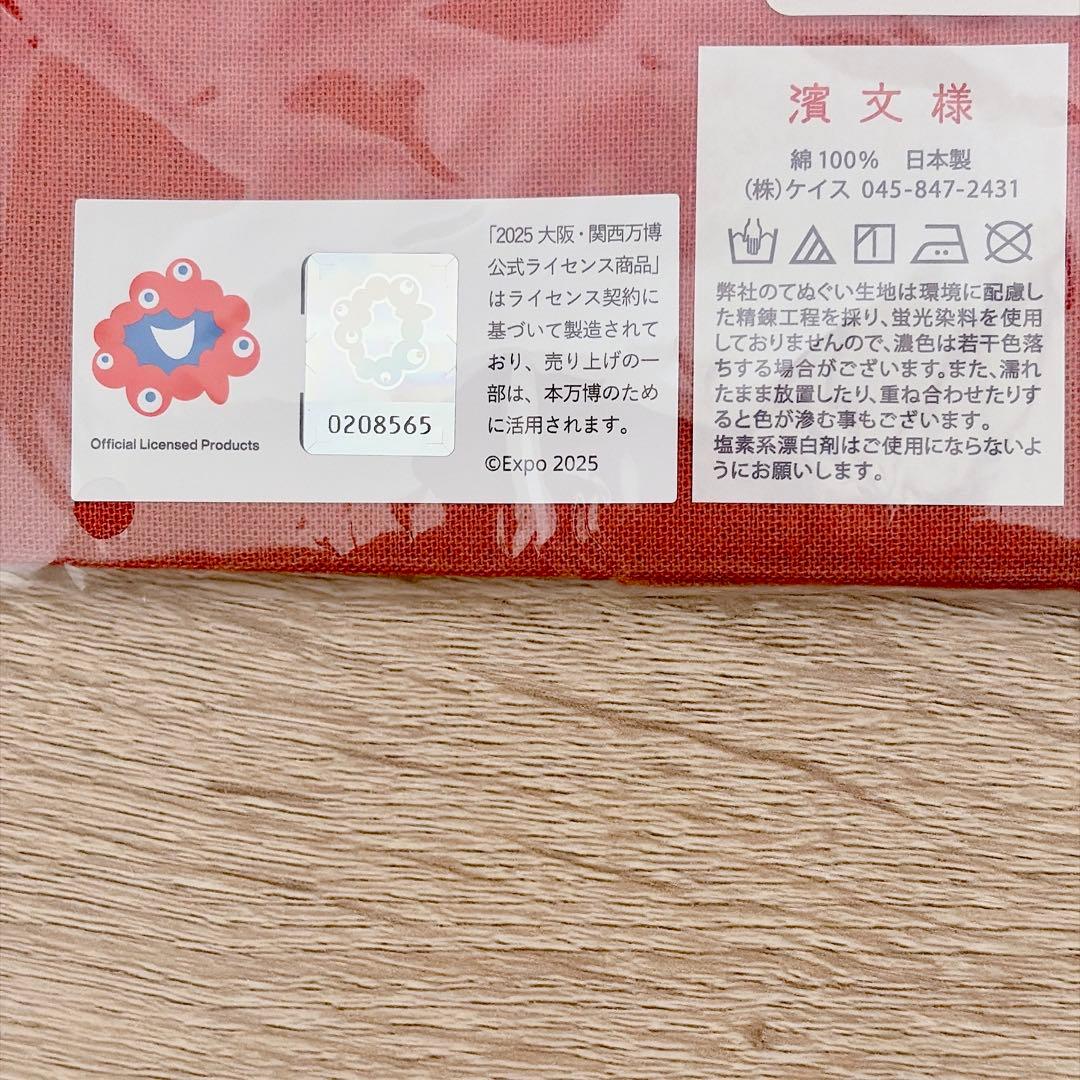 Official Licensed Products
0208565
「2025 大阪・関西万博
公式ライセンス商品」
はライセンス契約に
基づいて製造されて
おり、売り上げの一
部は、本万博のため
に活用されます。
©Expo 2025
濱文様
綿100% 日本製
(株)ケイス 045-847-2431
弊社のてぬぐい生地は環境に配慮し
た精錬工程を採り、蛍光染料を使用
しておりませんので、濃色は若干色落
ちする場合がございます。また、濡れ
たまま放置したり、重ね合わせたりす
ると色が滲む事もございます。
塩素系漂白剤はご使用にならないよ
うにお願いします。